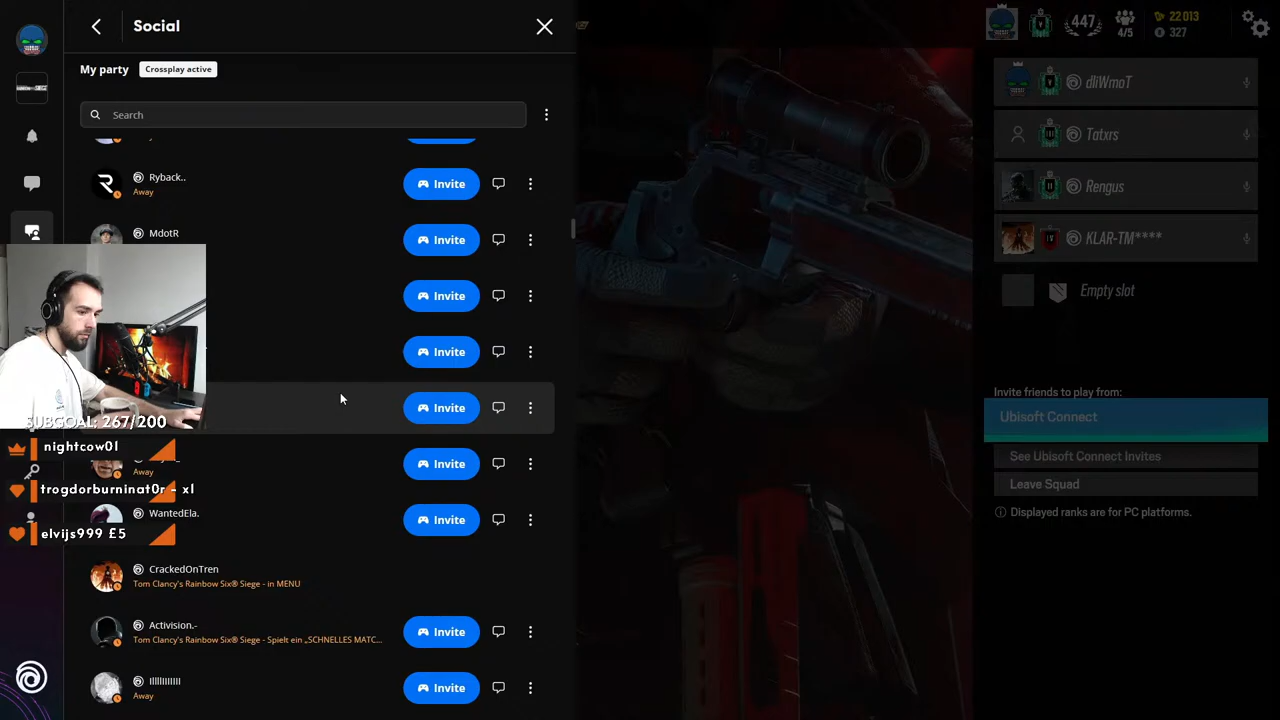 Social
My party
Crossplay active
Search
Ryback..
Away
Invite
MdotR
Invite
Invite
Invite
Invite
Away
Invite
WantedEla.
Invite
CrackedOnTren
Tom Clancy's Rainbow Six® Siege - in MENU
Activision.-
Tom Clancy's Rainbow Six® Siege - Spielt ein „SCHNELLES MATC...
Invite
Away
Invite
SUBGOAL: 267/200
nightcow01
trogdorburninat0r - x1
elvijs999 £5
447
4/5
22 013
327
dliWmoT
Tatxrs
Rengus
KLAR-TM****
Empty slot
Invite friends to play from:
Ubisoft Connect
See Ubisoft Connect Invites
Leave Squad
Displayed ranks are for PC platforms.